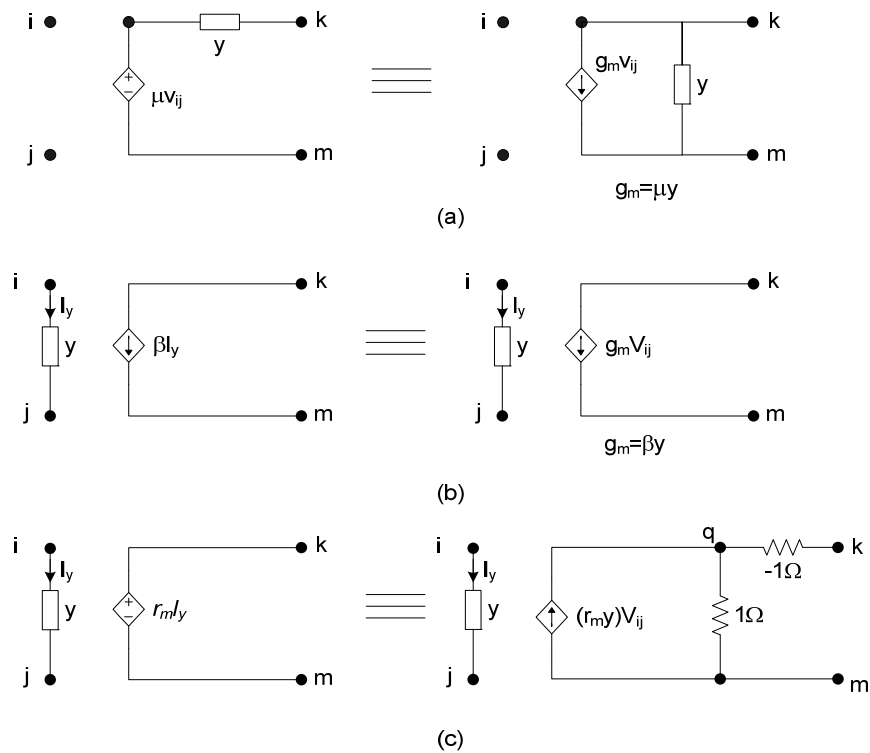 i
k
y
+
−
μv_ij
j
m
i
k
g_m v_ij
y
j
m
g_m=μy
(a)
i
k
I_y
y
βI_y
j
m
i
k
I_y
y
g_m V_ij
j
m
g_m=βy
(b)
i
k
I_y
y
+
−
r_m I_y
j
m
i
q
k
I_y
-1Ω
y
(r_m y)V_ij
1Ω
j
m
(c)